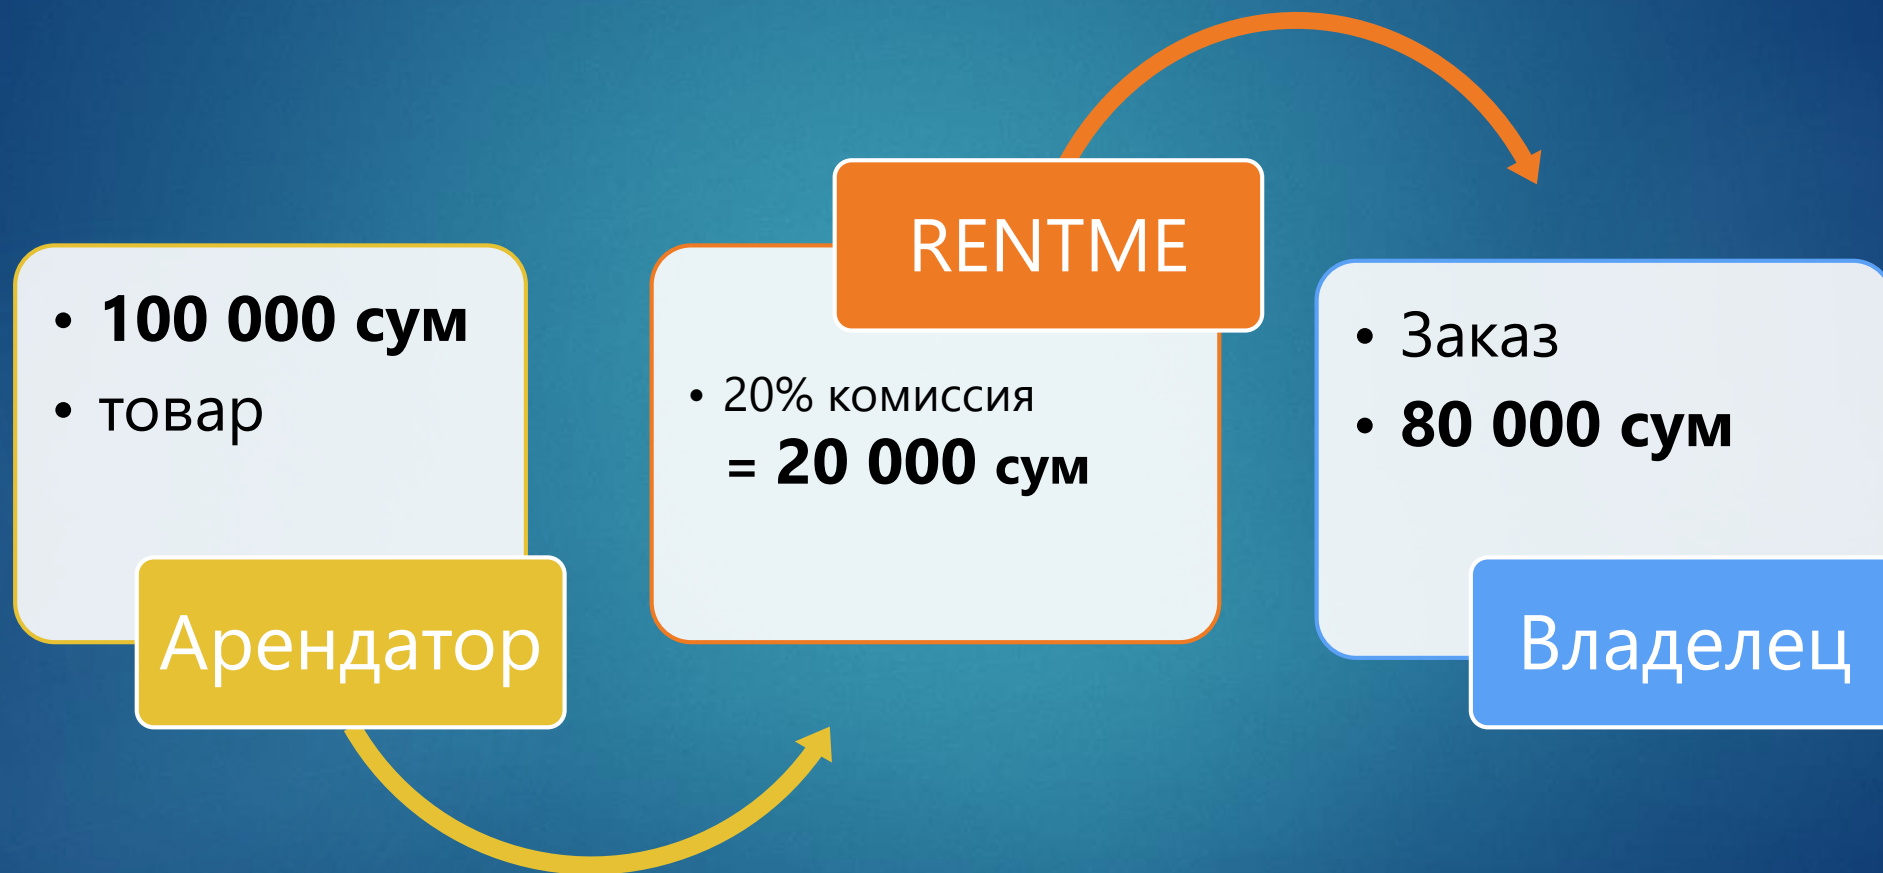 • 100 000 сум
• товар
Арендатор
RENTME
• 20% комиссия
= 20 000 сум
• Заказ
• 80 000 сум
Владелец